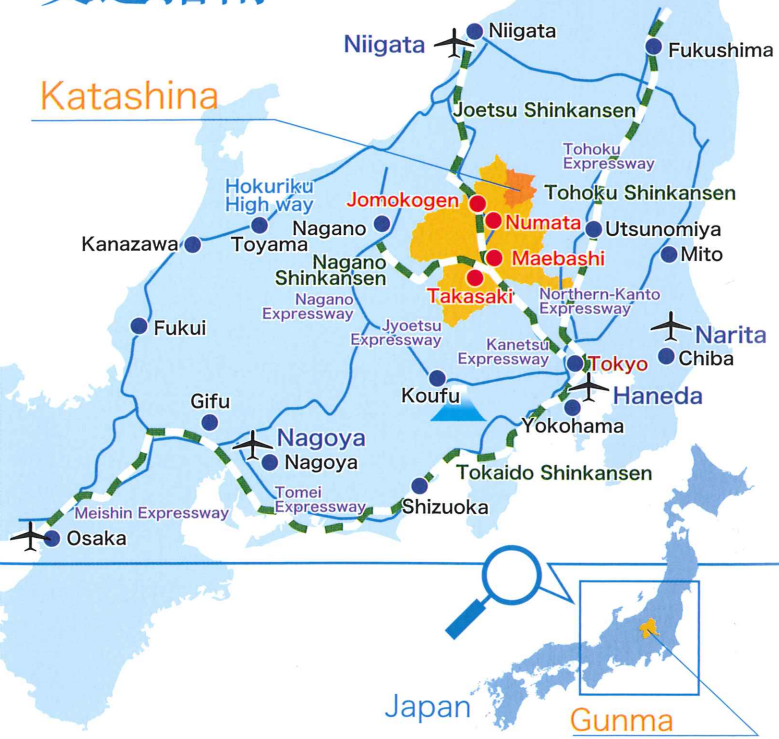 Niigata
Niigata
Fukushima
Katashina
Joetsu Shinkansen
Tohoku
Expressway
Hokuriku
High way
Jomokogen
Tohoku Shinkansen
Kanazawa
Toyama
Nagano
Numata
Utsunomiya
Nagano
Shinkansen
Maebashi
Mito
Nagano
Expressway
Takasaki
Northern-Kanto
Expressway
Fukui
Jyoetsu
Expressway
Kanetsu
Expressway
Narita
Chiba
Tokyo
Koufu
Haneda
Gifu
Yokohama
Nagoya
Nagoya
Tokaido Shinkansen
Tomei
Expressway
Shizuoka
Meishin Expressway
Osaka
Japan
Gunma